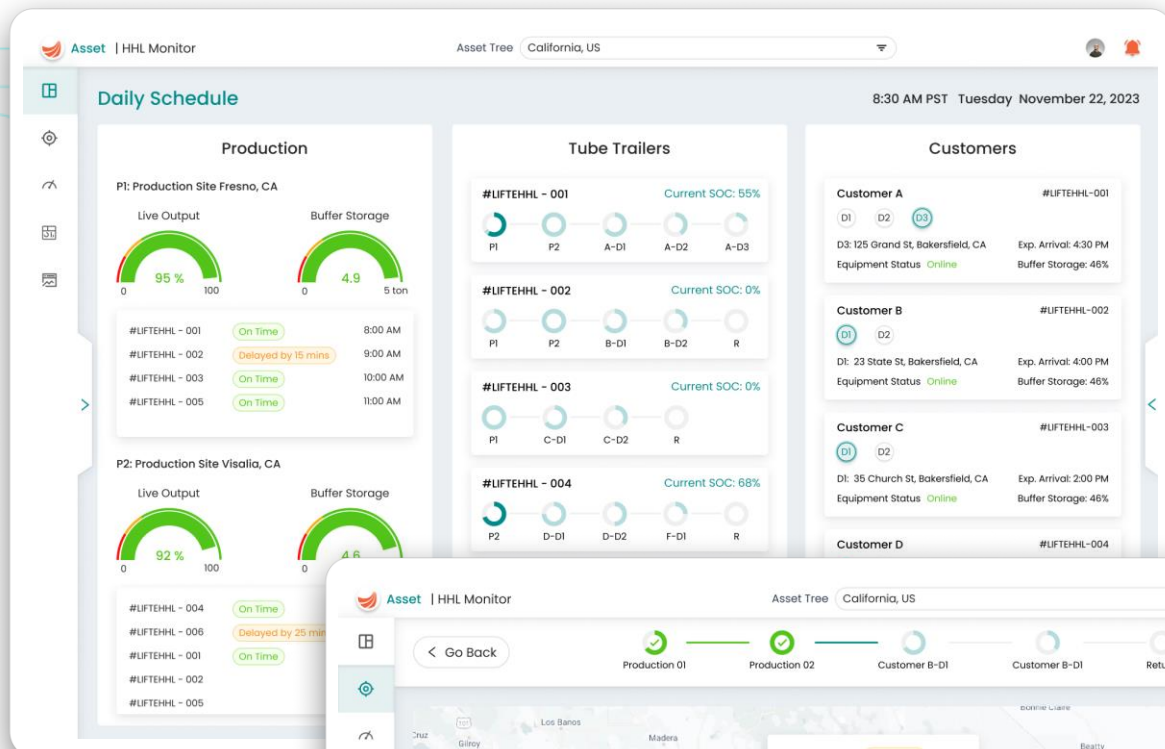 Asset | HHL Monitor
Asset Tree California, US
Daily Schedule
8:30 AM PST Tuesday November 22, 2023
Production
P1: Production Site Fresno, CA
Live Output
Buffer Storage
95 %
0
100
4.9
0
5 ton
#LIFTEHHL - 001 On Time 8:00 AM
#LIFTEHHL - 002 Delayed by 15 mins 9:00 AM
#LIFTEHHL - 003 On Time 10:00 AM
#LIFTEHHL - 005 On Time 11:00 AM
P2: Production Site Visalia, CA
Live Output
Buffer Storage
92 %
0
100
4.6
0
#LIFTEHHL - 004 On Time
#LIFTEHHL - 006 Delayed by 25 min
#LIFTEHHL - 001 On Time
#LIFTEHHL - 002
#LIFTEHHL - 005
Tube Trailers
#LIFTEHHL - 001 Current SOC: 55%
P1 P2 A-D1 A-D2 A-D3
#LIFTEHHL - 002 Current SOC: 0%
P1 P2 B-D1 B-D2 R
#LIFTEHHL - 003 Current SOC: 0%
P1 C-D1 C-D2 R
#LIFTEHHL - 004 Current SOC: 68%
P2 D-D1 D-D2 F-D1 R
Customers
Customer A #LIFTEHHL-001
D1 D2 D3
D3: 125 Grand St, Bakersfield, CA Exp. Arrival: 4:30 PM
Equipment Status Online Buffer Storage: 46%
Customer B #LIFTEHHL-002
D1 D2
D1: 23 State St, Bakersfield, CA Exp. Arrival: 4:00 PM
Equipment Status Online Buffer Storage: 46%
Customer C #LIFTEHHL-003
D1 D2
D1: 35 Church St, Bakersfield, CA Exp. Arrival: 2:00 PM
Equipment Status Online Buffer Storage: 46%
Customer D #LIFTEHHL-004
Asset | HHL Monitor
Asset Tree California, US
< Go Back
Production 01 Production 02 Customer B-D1 Customer B-D1 Retu
Los Banos
Cruz
Gilroy
Madera
Bonnie Claire
Beatty